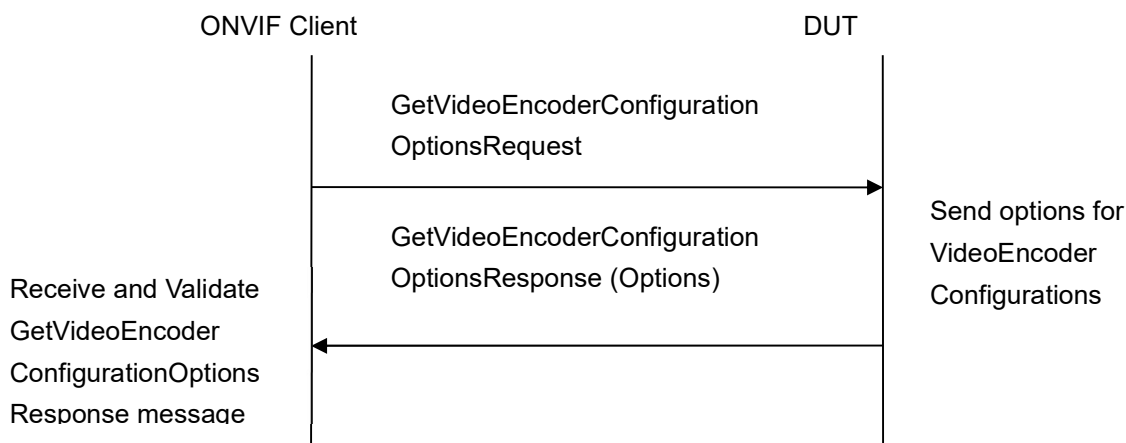 ONVIF Client
DUT
GetVideoEncoderConfiguration
OptionsRequest
Send options for
VideoEncoder
Configurations
GetVideoEncoderConfiguration
OptionsResponse (Options)
Receive and Validate
GetVideoEncoder
ConfigurationOptions
Response message